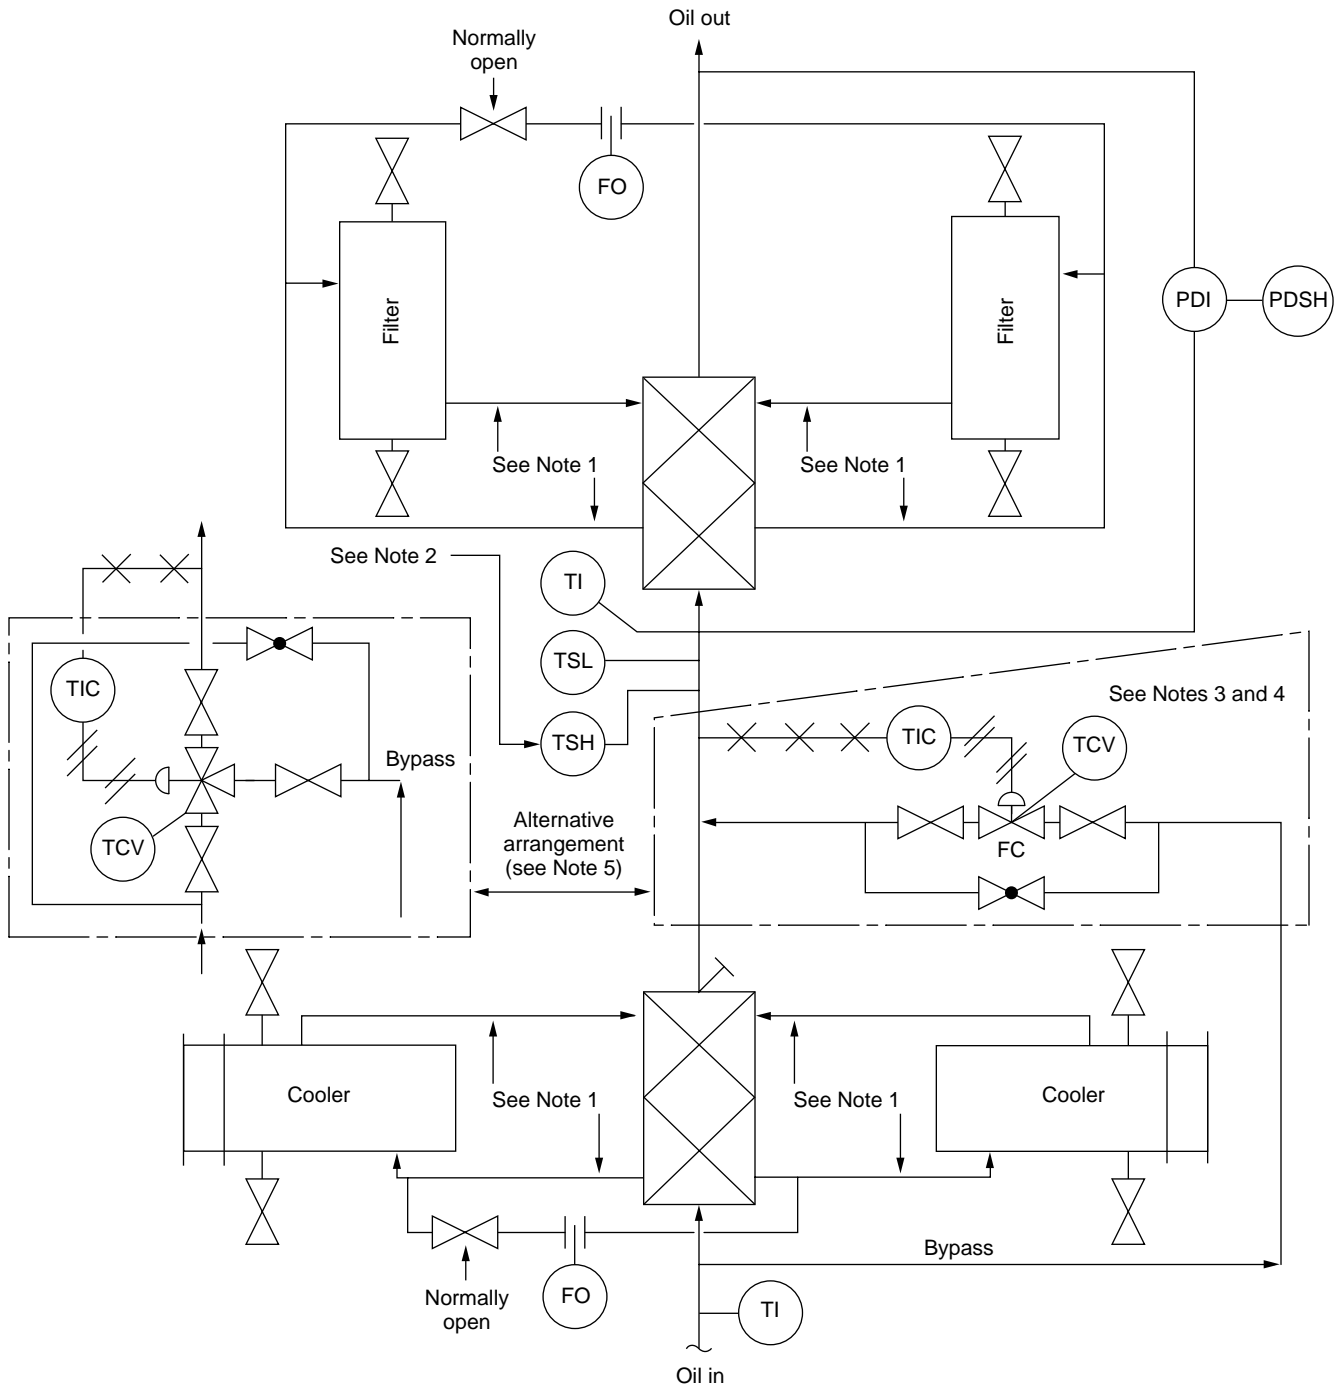 Oil out
Normally
open
FO
Filter
Filter
PDI
PDSH
See Note 1
See Note 1
See Note 2
TI
TSL
TSH
TIC
TCV
Bypass
Alternative
arrangement
(see Note 5)
See Notes 3 and 4
TIC
TCV
FC
Cooler
Cooler
See Note 1
See Note 1
Normally
open
FO
Bypass
TI
Oil in